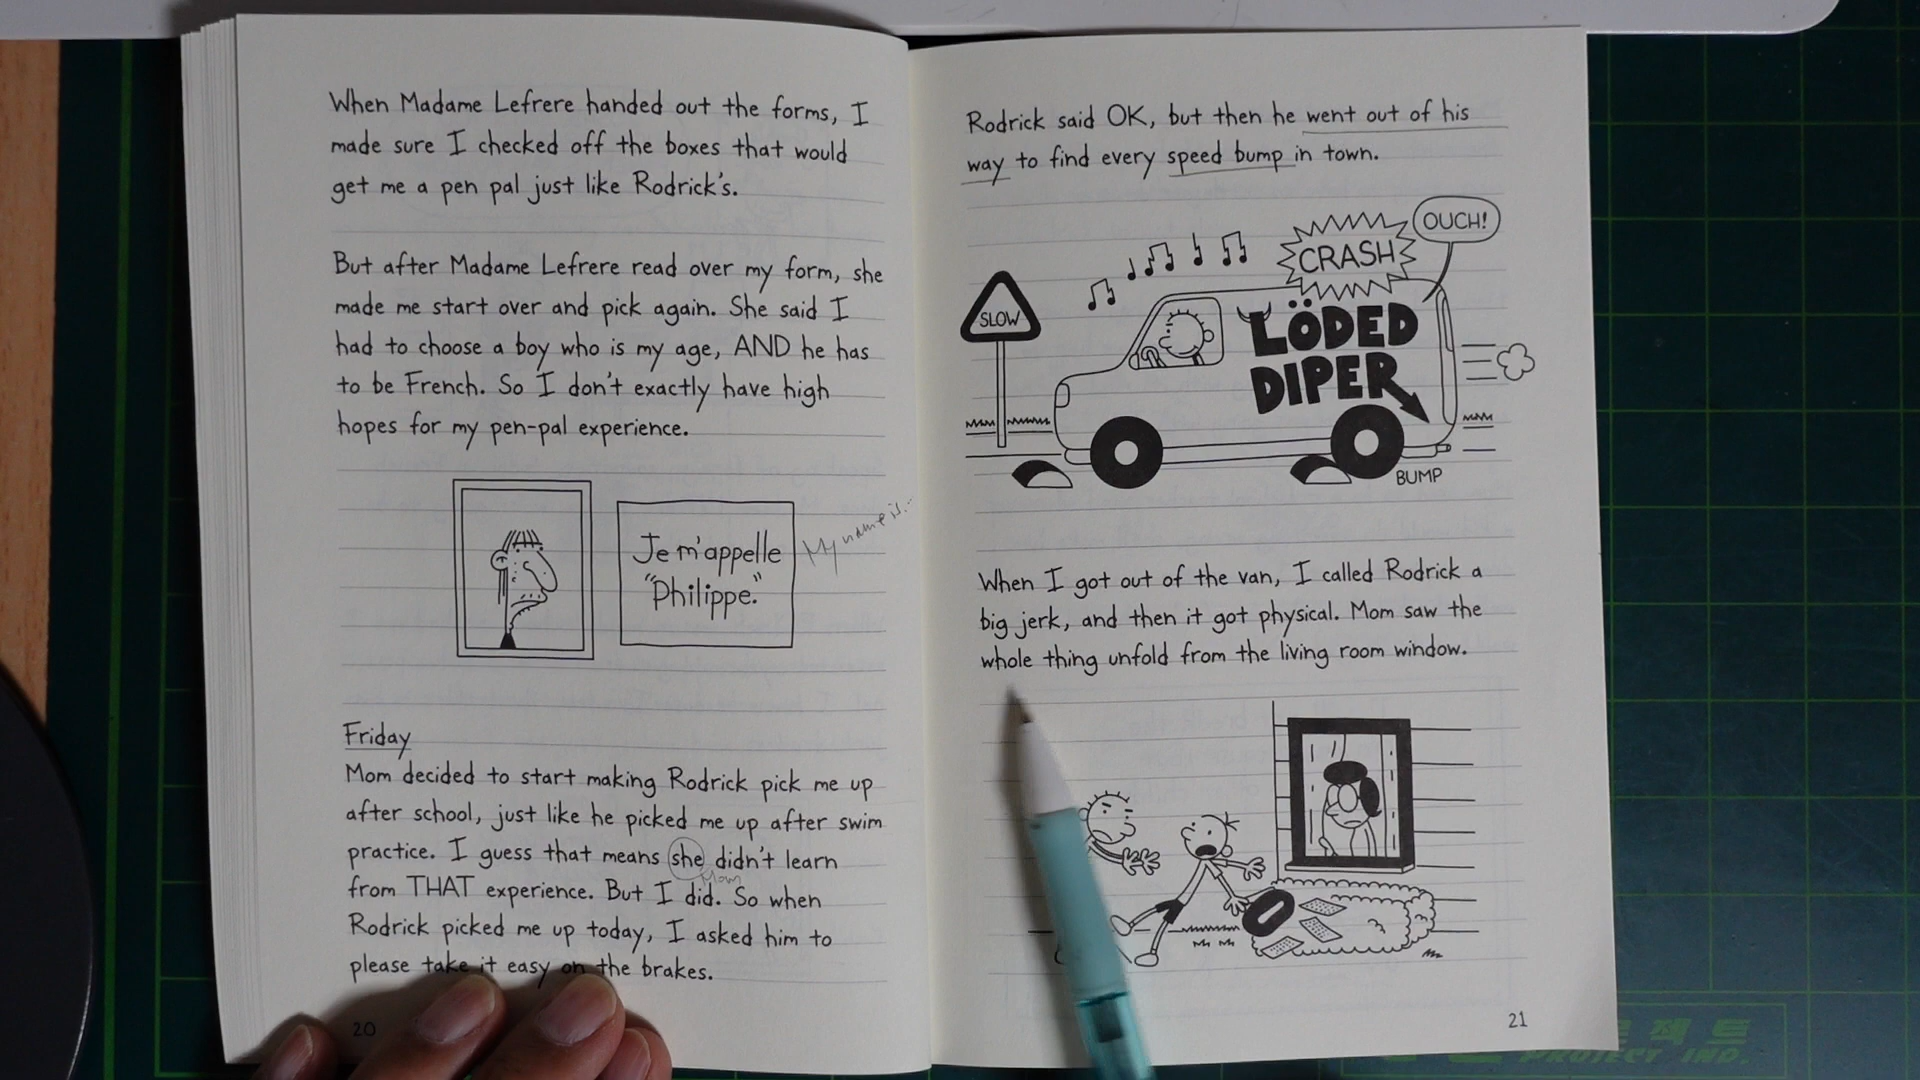 When Madame Lefrere handed out the forms, I
made sure I checked off the boxes that would
get me a pen pal just like Rodrick's.
But after Madame Lefrere read over my form, she
made me start over and pick again. She said I
had to choose a boy who is my age, AND he has
to be French. So I don't exactly have high
hopes for my pen-pal experience.
Je m'appelle
"Philippe."
My name is...
Friday
Mom decided to start making Rodrick pick me up
after school, just like he picked me up after swim
practice. I guess that means she didn't learn
Mom
from THAT experience. But I did. So when
Rodrick picked me up today, I asked him to
please take it easy on the brakes.
20
Rodrick said OK, but then he went out of his
way to find every speed bump in town.
SLOW
CRASH
OUCH!
LÖDED
DIPER
BUMP
When I got out of the van, I called Rodrick a
big jerk, and then it got physical. Mom saw the
whole thing unfold from the living room window.
21
PROJECT IND.